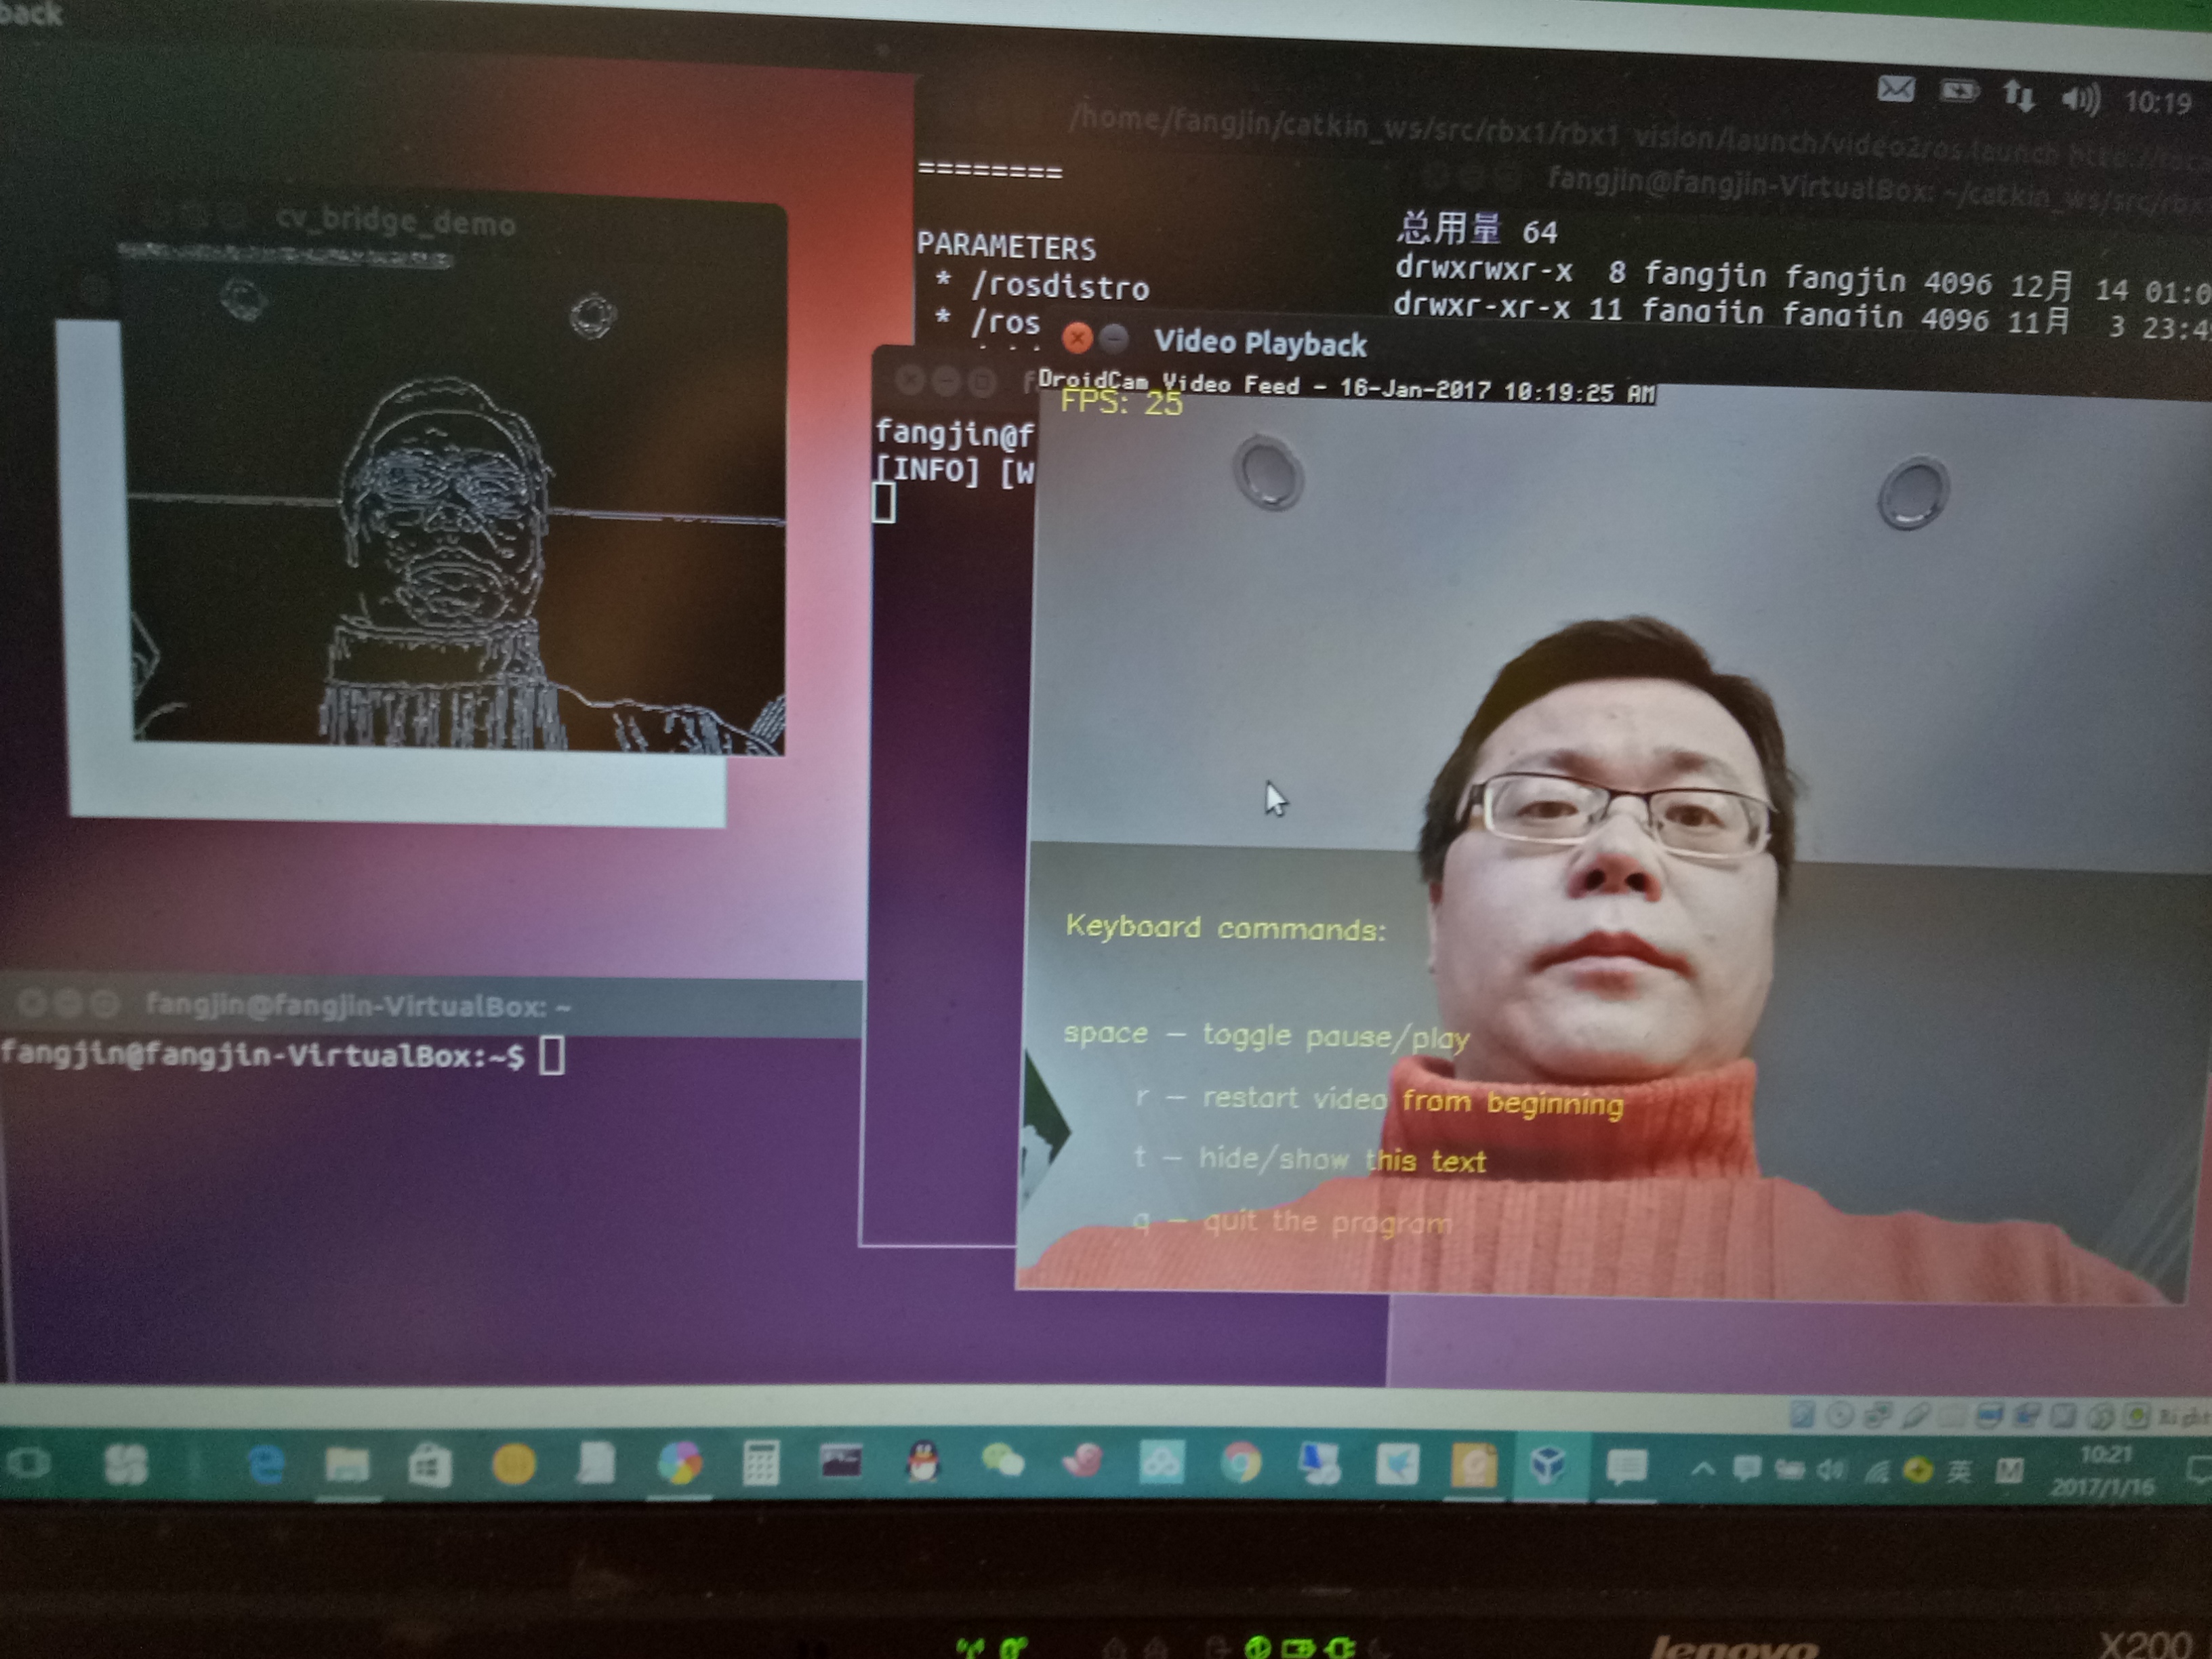 back
10:19
/home/fangjin/catkin_ws/src/rbx1/rbx1_vision/launch/video2ros.launch
========
fangjin@fangjin-VirtualBox: ~/catkin_ws/src/rbx
cv_bridge_demo
PARAMETERS
* /rosdistro
* /ros
总用量 64
drwxrwxr-x 8 fangjin fangjin 4096 12月 14 01:0
drwxr-xr-x 11 fangjin fangjin 4096 11月 3 23:4
Video Playback
DroidCam Video Feed - 16-Jan-2017 10:19:25 AM
FPS: 25
fangjin@f
[INFO] [W
Keyboard commands:
space - toggle pause/play
r - restart video from beginning
t - hide/show this text
q - quit the program
fangjin@fangjin-VirtualBox: ~
fangjin@fangjin-VirtualBox:~$
Right
英
M
10:21
2017/1/16
lenovo
X200